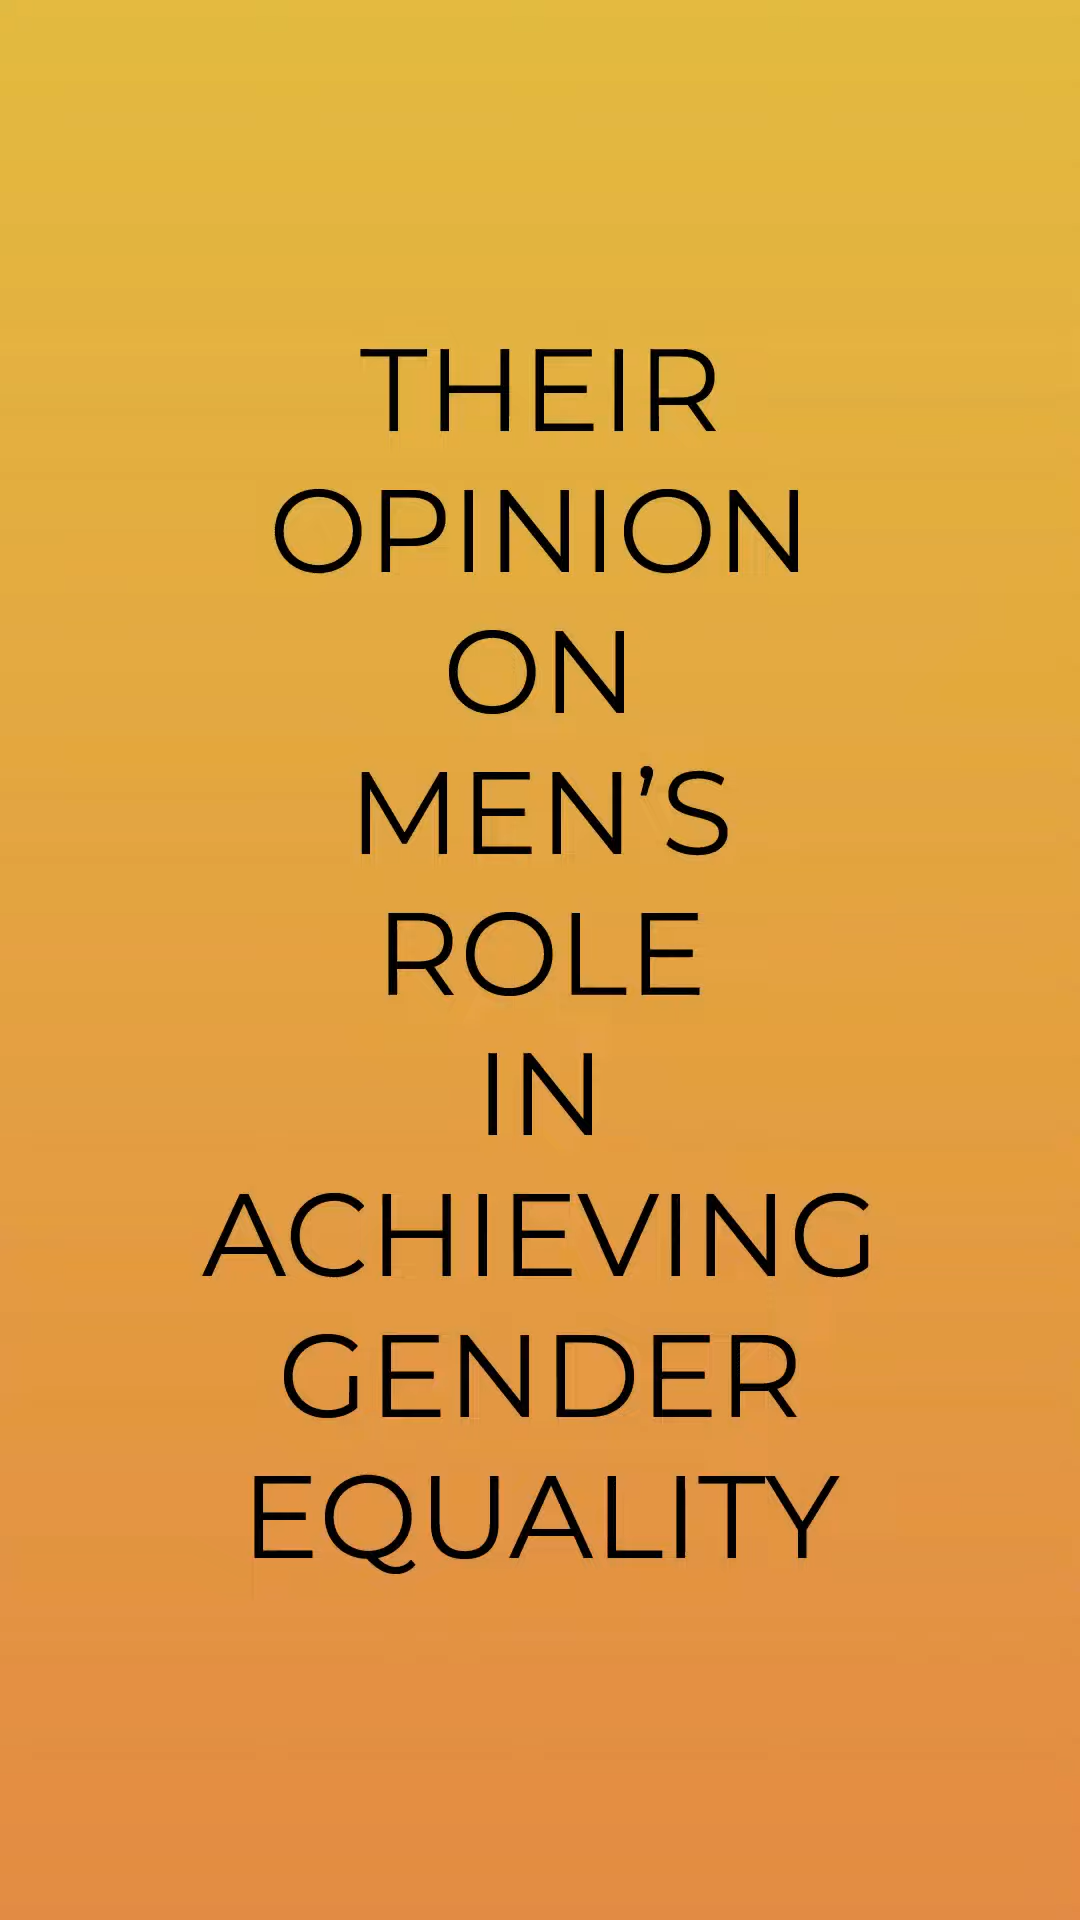 THEIR
OPINION
ON
MEN’S
ROLE
IN
ACHIEVING
GENDER
EQUALITY